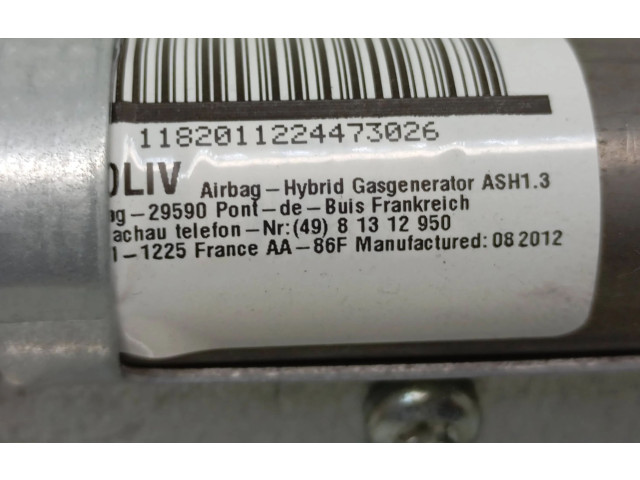 1182011224473026
OLIV Airbag-Hybrid Gasgenerator ASH1.3
ag-29590 Pont-de-Buis Frankreich
achau telefon-Nr:(49) 8 13 12 950
1-1225 France AA-86F Manufactured: 08 2012